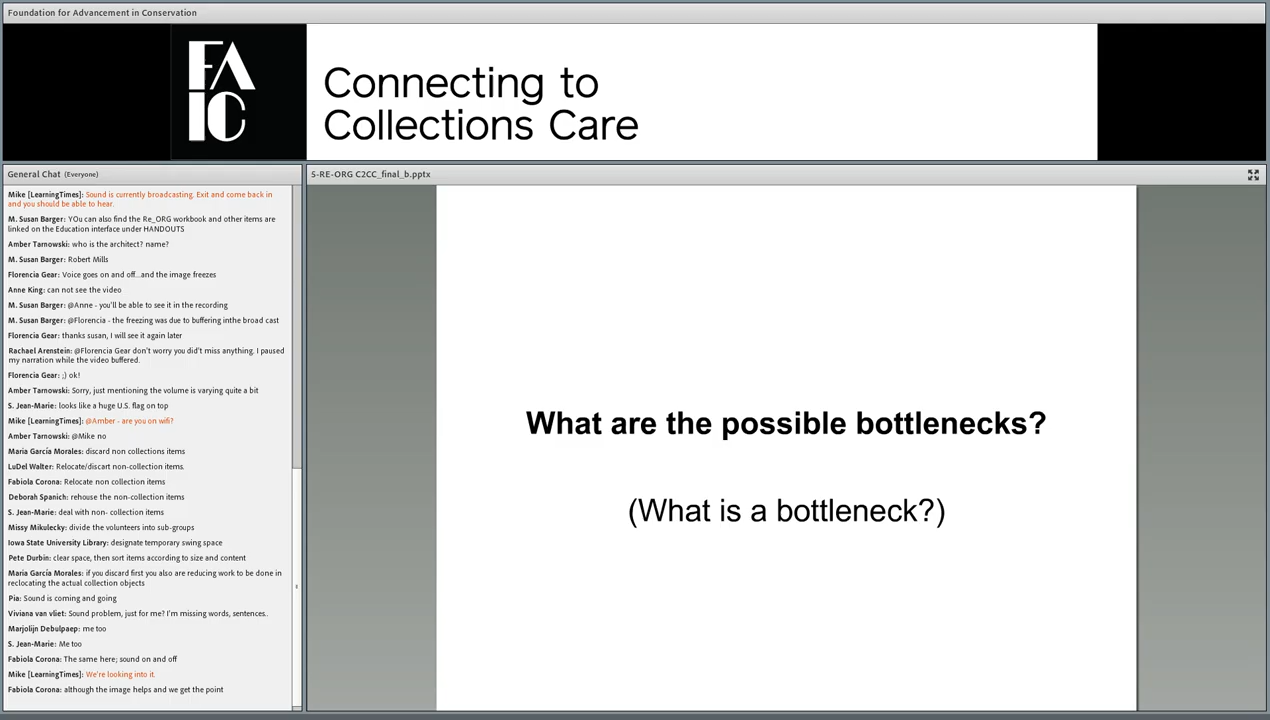 Foundation for Advancement in Conservation
FA
IC
Connecting to
Collections Care
General Chat (Everyone)
Mike [LearningTimes]: Sound is currently broadcasting. Exit and come back in
and you should be able to hear.
M. Susan Barger: YOu can also find the Re_ORG workbook and other items are
linked on the Education interface under HANDOUTS
Amber Tarnowski: who is the architect? name?
M. Susan Barger: Robert Mills
Florencia Gear: Voice goes on and off...and the image freezes
Anne King: can not see the video
M. Susan Barger: @Anne - you'll be able to see it in the recording
M. Susan Barger: @Florencia - the freezing was due to buffering inthe broad cast
Florencia Gear: thanks susan, I will see it again later
Rachael Arenstein: @Florencia Gear don't worry you did't miss anything. I paused
my narration while the video buffered.
Florencia Gear: ;) ok!
Amber Tarnowski: Sorry, just mentioning the volume is varying quite a bit
S. Jean-Marie: looks like a huge U.S. flag on top
Mike [LearningTimes]: @Amber - are you on wifi?
Amber Tarnowski: @Mike no
Maria García Morales: discard non collections items
LuDel Walter: Relocate/discart non-collection items.
Fabiola Corona: Relocate non collection items
Deborah Spanich: rehouse the non-collection items
S. Jean-Marie: deal with non- collection items
Missy Mikulecky: divide the volunteers into sub-groups
Iowa State University Library: designate temporary swing space
Pete Durbin: clear space, then sort items according to size and content
Maria García Morales: if you discard first you also are reducing work to be done in
reclocating the actual collection objects
Pia: Sound is coming and going
Viviana van vliet: Sound problem, just for me? I'm missing words, sentences..
Marjolijn Debulpaep: me too
S. Jean-Marie: Me too
Fabiola Corona: The same here; sound on and off
Mike [LearningTimes]: We're looking into it.
Fabiola Corona: although the image helps and we get the point
5-RE-ORG C2CC_final_b.pptx
What are the possible bottlenecks?
(What is a bottleneck?)